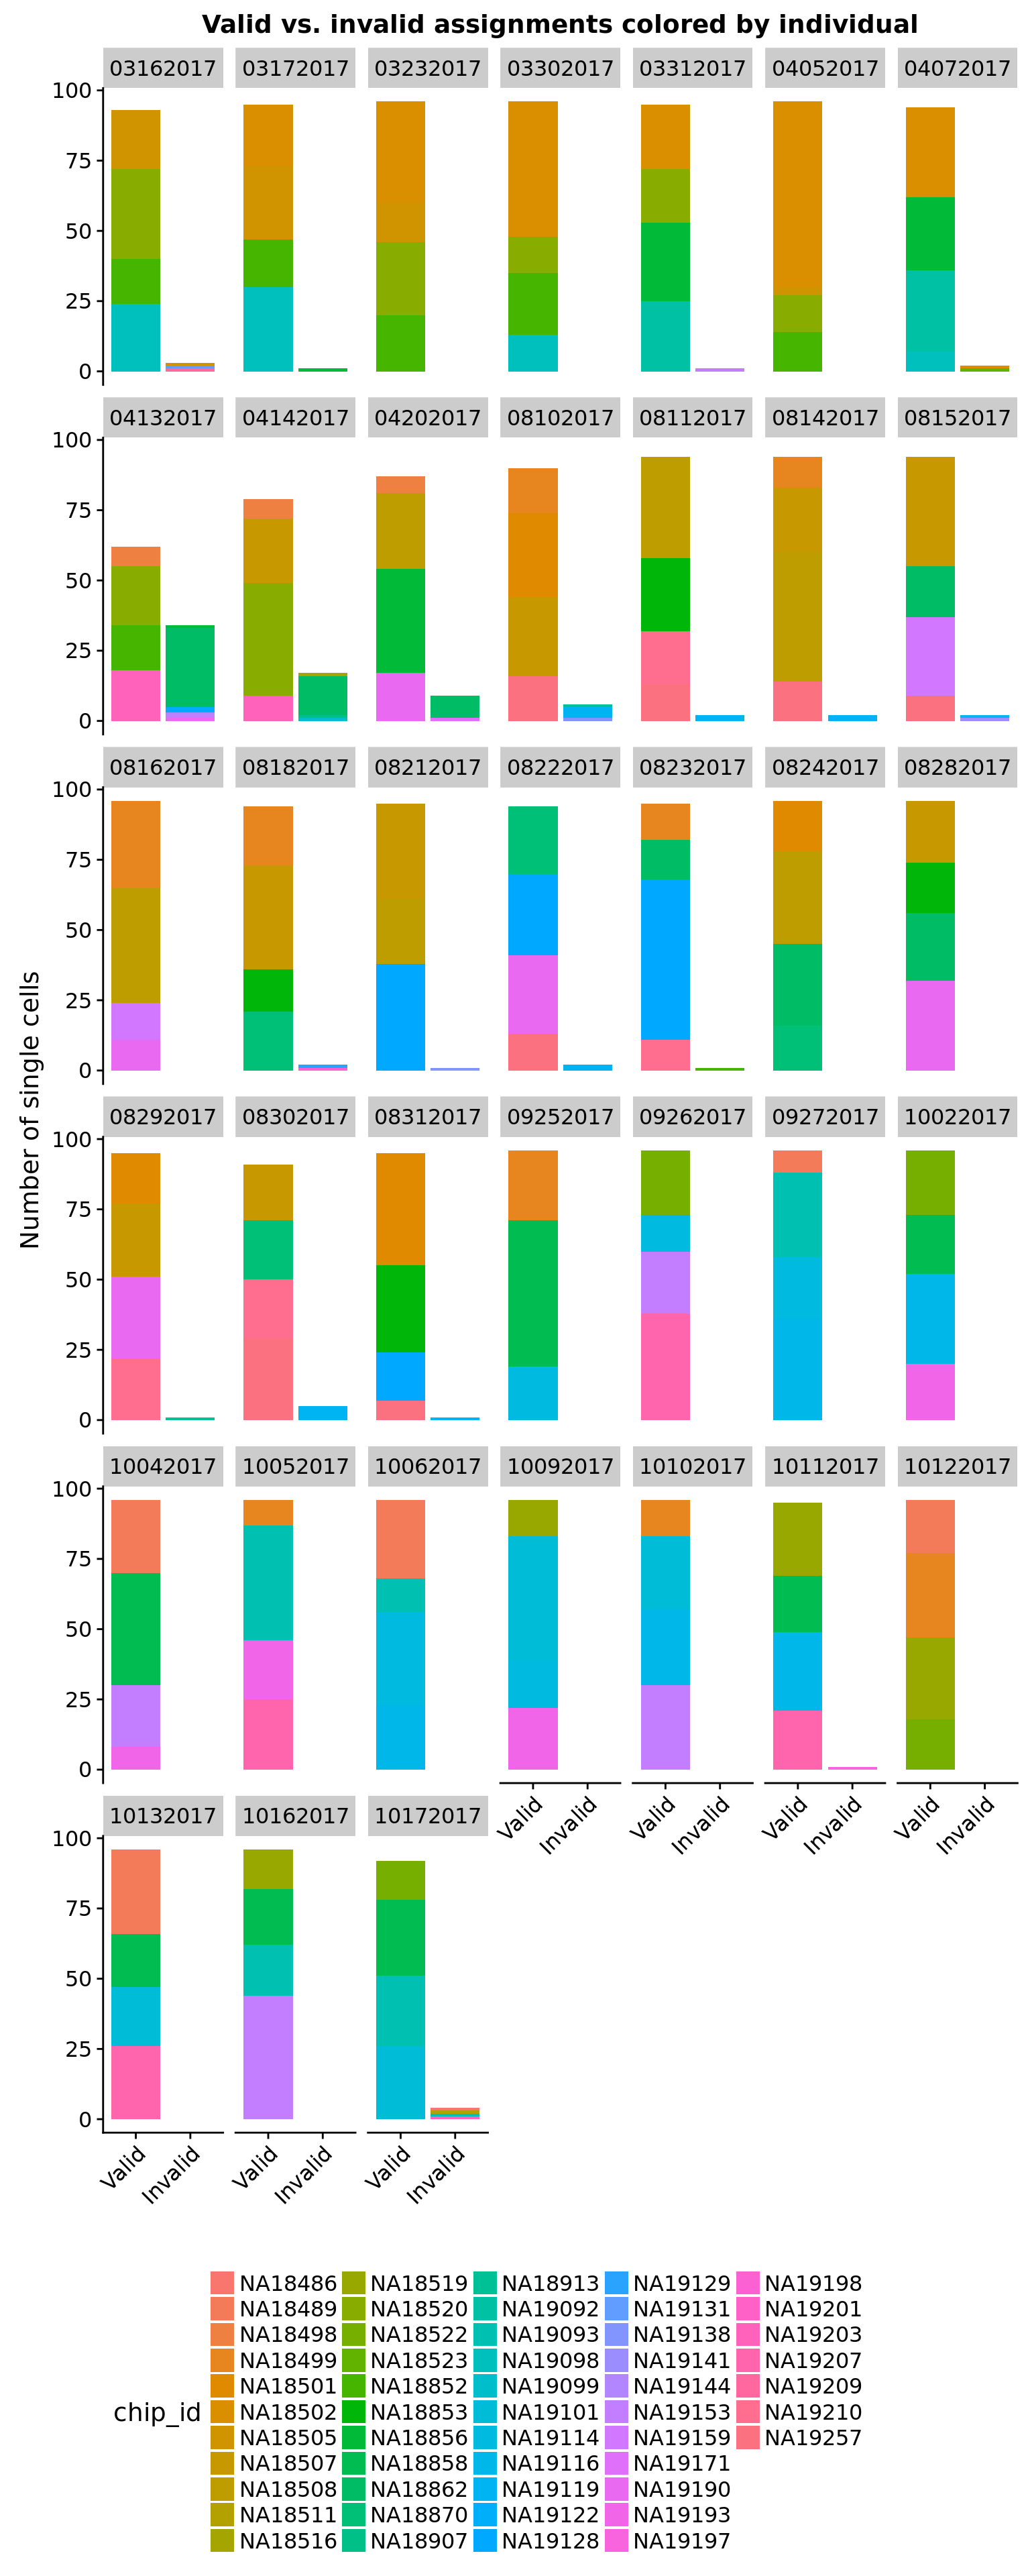 Valid vs. invalid assignments colored by individual
03162017 03172017 03232017 03302017 03312017 04052017 04072017
100
75
50
25
0
04132017 04142017 04202017 08102017 08112017 08142017 08152017
100
75
50
25
0
08162017 08182017 08212017 08222017 08232017 08242017 08282017
100
75
50
25
0
Number of single cells
08292017 08302017 08312017 09252017 09262017 09272017 10022017
100
75
50
25
0
10042017 10052017 10062017 10092017 10102017 10112017 10122017
100
75
50
25
0
Valid Invalid Valid Invalid Valid Invalid Valid Invalid
10132017 10162017 10172017
100
75
50
25
0
Valid Invalid Valid Invalid Valid Invalid
chip_id
NA18486 NA18519 NA18913 NA19129 NA19198
NA18489 NA18520 NA19092 NA19131 NA19201
NA18498 NA18522 NA19093 NA19138 NA19203
NA18499 NA18523 NA19098 NA19141 NA19207
NA18501 NA18852 NA19099 NA19144 NA19209
NA18502 NA18853 NA19101 NA19153 NA19210
NA18505 NA18856 NA19114 NA19159 NA19257
NA18507 NA18858 NA19116 NA19171
NA18508 NA18862 NA19119 NA19190
NA18511 NA18870 NA19122 NA19193
NA18516 NA18907 NA19128 NA19197